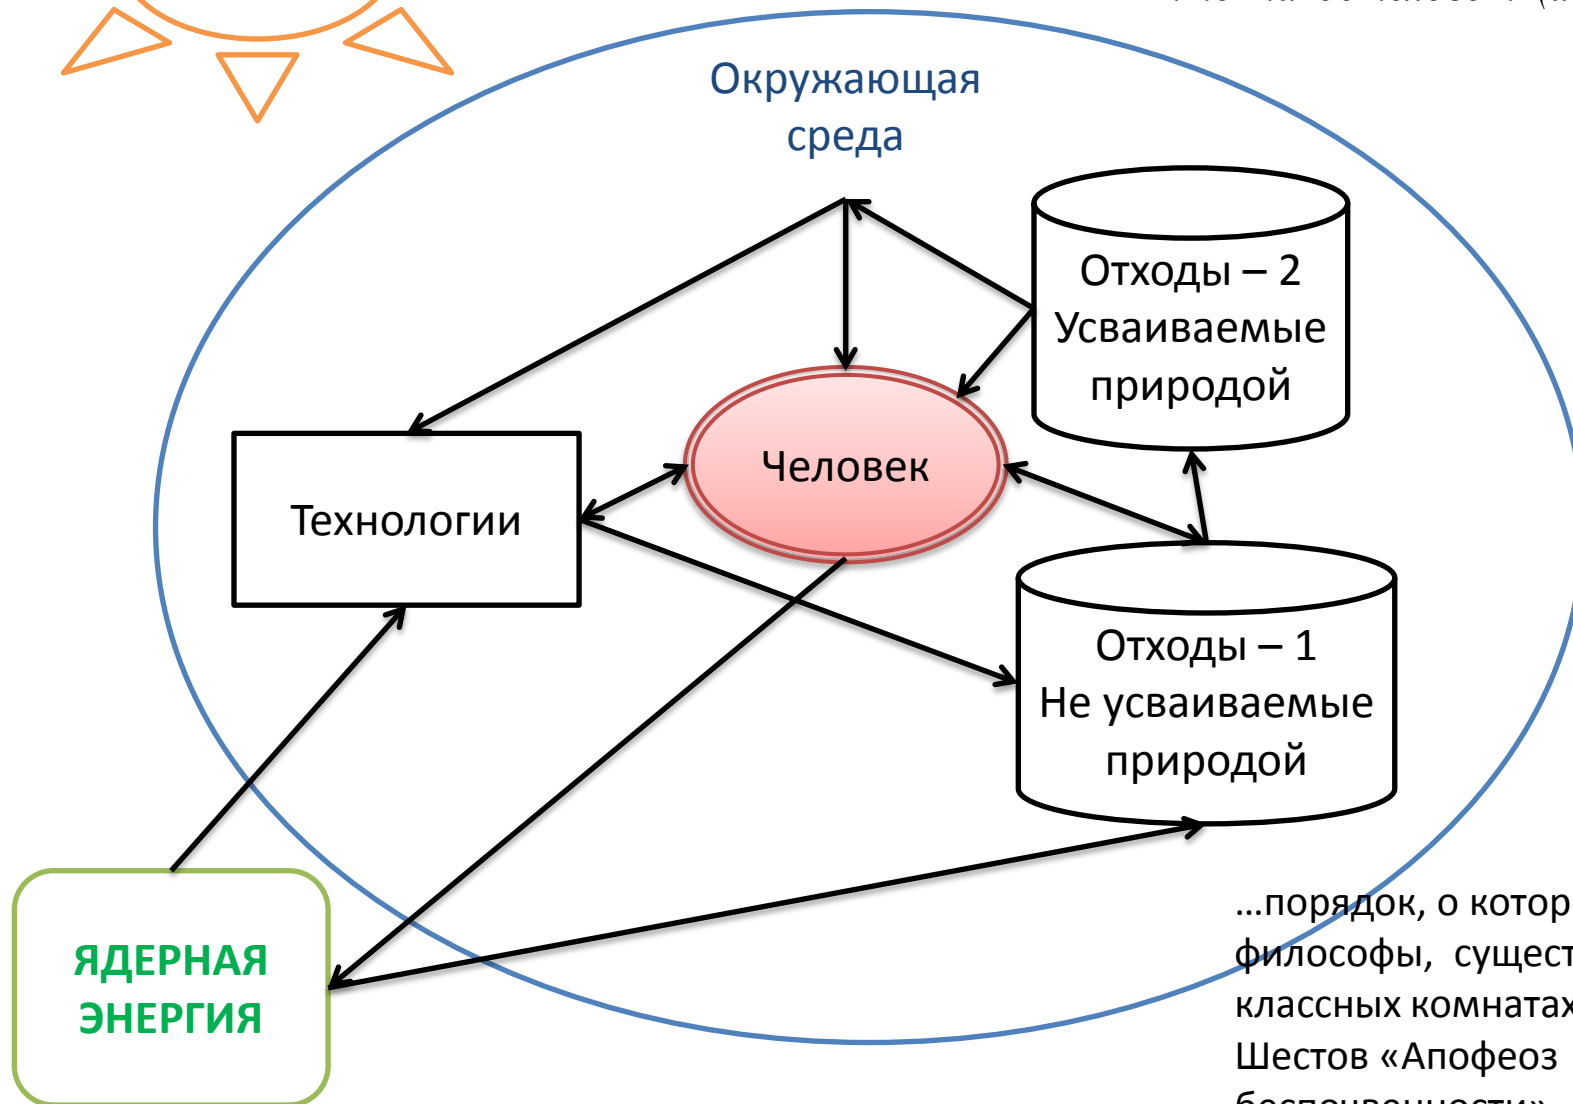 Окружающая
среда
Отходы – 2
Усваиваемые
природой
Человек
Технологии
Отходы – 1
Не усваиваемые
природой
ЯДЕРНАЯ
ЭНЕРГИЯ
…порядок, о котор
философы, сущест
классных комнатах
Шестов «Апофеоз
беспочвенности»